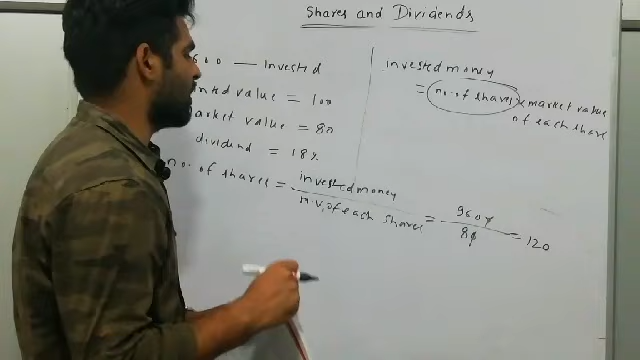 Shares and Dividends
600 — Invested
nted value = 100
arket value = 80
dividend = 18%
no. of shares = invested money / m.v. of each shares = 9600 / 80 = 120
invested money
= no. of shares x market value
of each share